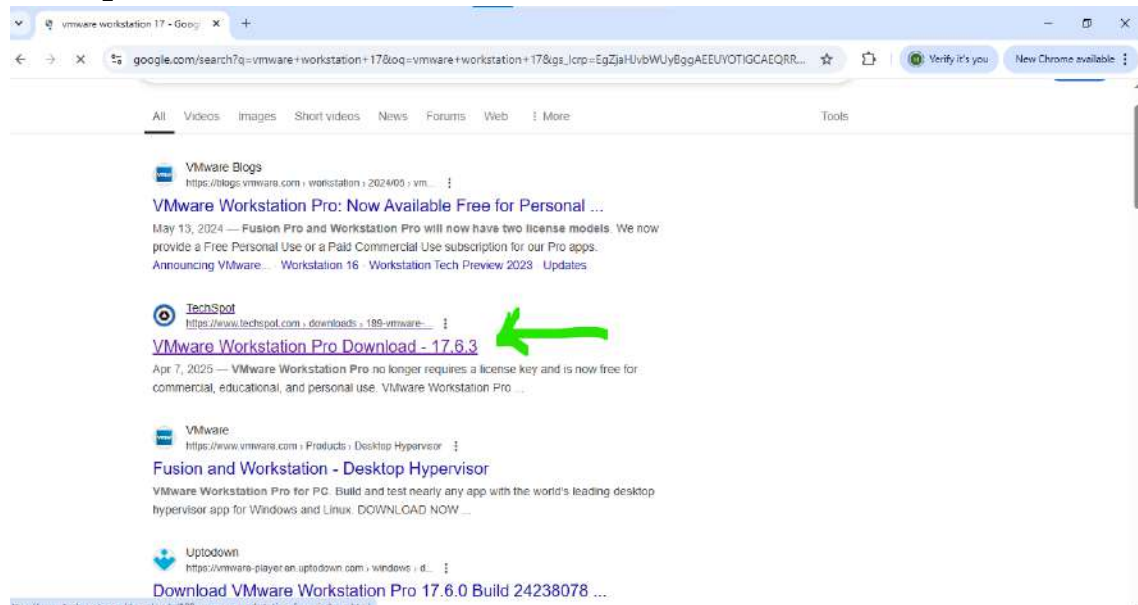 vmware workstation 17 - Goog
google.com/search?q=vmware+workstation+17&oq=vmware+workstation+17&gs_lcrp=EgZjaHJvbWUyBggAEEUYOTIGCAEQRR...
Verify it's you
New Chrome available
All Videos Images Short videos News Forums Web More Tools
VMware Blogs
https://blogs.vmware.com › workstation › 2024/05 › vm...
VMware Workstation Pro: Now Available Free for Personal ...
May 13, 2024 — Fusion Pro and Workstation Pro will now have two license models. We now
provide a Free Personal Use or a Paid Commercial Use subscription for our Pro apps.
Announcing VMware... · Workstation 16 · Workstation Tech Preview 2023 · Updates
TechSpot
https://www.techspot.com › downloads › 189-vmware-...
VMware Workstation Pro Download - 17.6.3
Apr 7, 2025 — VMware Workstation Pro no longer requires a license key and is now free for
commercial, educational, and personal use. VMware Workstation Pro ...
VMware
https://www.vmware.com › Products › Desktop Hypervisor
Fusion and Workstation - Desktop Hypervisor
VMware Workstation Pro for PC. Build and test nearly any app with the world's leading desktop
hypervisor app for Windows and Linux. DOWNLOAD NOW ...
Uptodown
https://vmware-player.en.uptodown.com › windows › d...
Download VMware Workstation Pro 17.6.0 Build 24238078 ...